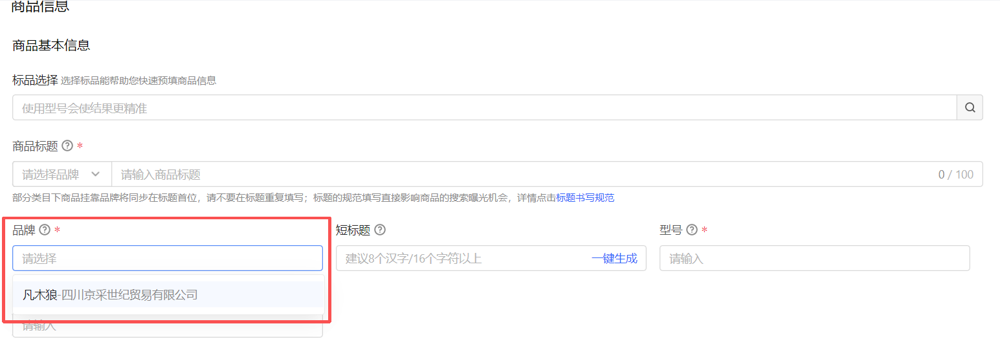 商品信息
商品基本信息
标品选择 选择标品能帮助您快速预填商品信息
使用型号会使结果更精准
商品标题 ? *
请选择品牌 请输入商品标题 0 / 100
部分类目下商品挂靠品牌将同步在标题首位，请不要在标题重复填写；标题的规范填写直接影响商品的搜索曝光机会，详情点击标题书写规范
品牌 ? * 短标题 ? 型号 ? *
请选择 建议8个汉字/16个字符以上 一键生成 请输入
凡木狼-四川京采世纪贸易有限公司
请输入